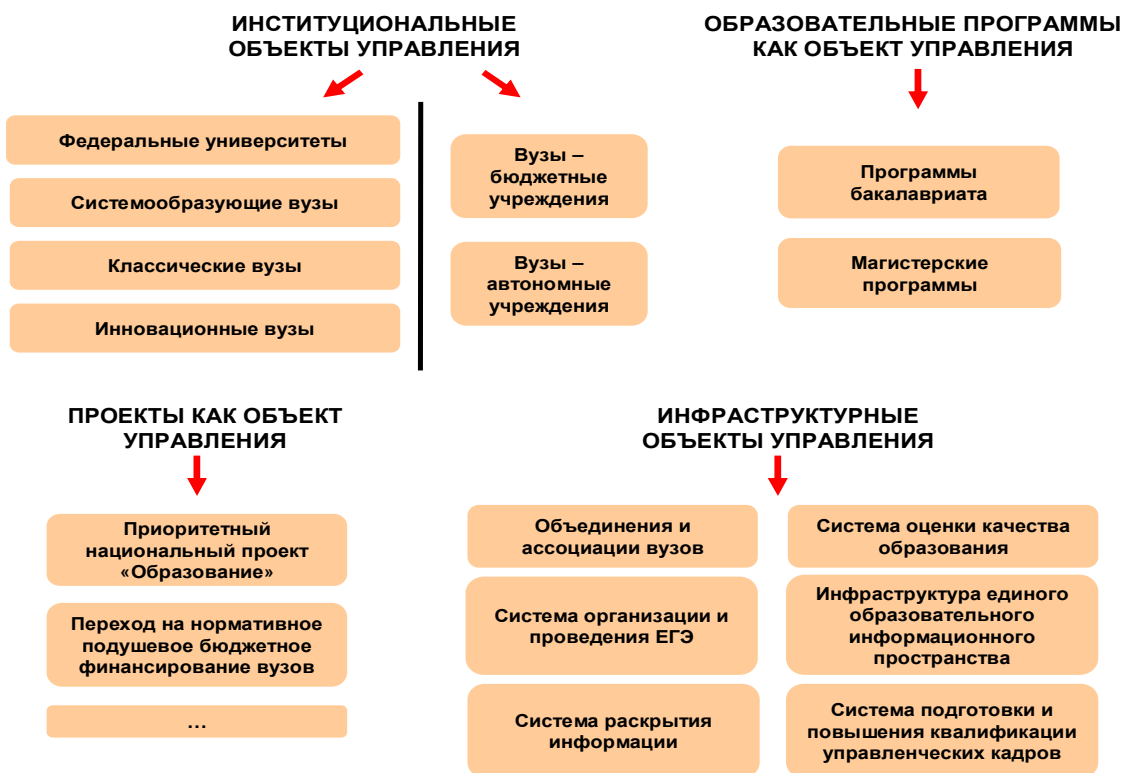 ИНСТИТУЦИОНАЛЬНЫЕ
ОБЪЕКТЫ УПРАВЛЕНИЯ
Федеральные университеты
Системообразующие вузы
Классические вузы
Инновационные вузы
Вузы –
бюджетные
учреждения
Вузы –
автономные
учреждения
ОБРАЗОВАТЕЛЬНЫЕ ПРОГРАММЫ
КАК ОБЪЕКТ УПРАВЛЕНИЯ
Программы
бакалавриата
Магистерские
программы
ПРОЕКТЫ КАК ОБЪЕКТ
УПРАВЛЕНИЯ
Приоритетный
национальный проект
«Образование»
Переход на нормативное
подушевое бюджетное
финансирование вузов
...
ИНФРАСТРУКТУРНЫЕ
ОБЪЕКТЫ УПРАВЛЕНИЯ
Объединения и
ассоциации вузов
Система оценки качества
образования
Система организации и
проведения ЕГЭ
Инфраструктура единого
образовательного
информационного
пространства
Система раскрытия
информации
Система подготовки и
повышения квалификации
управленческих кадров